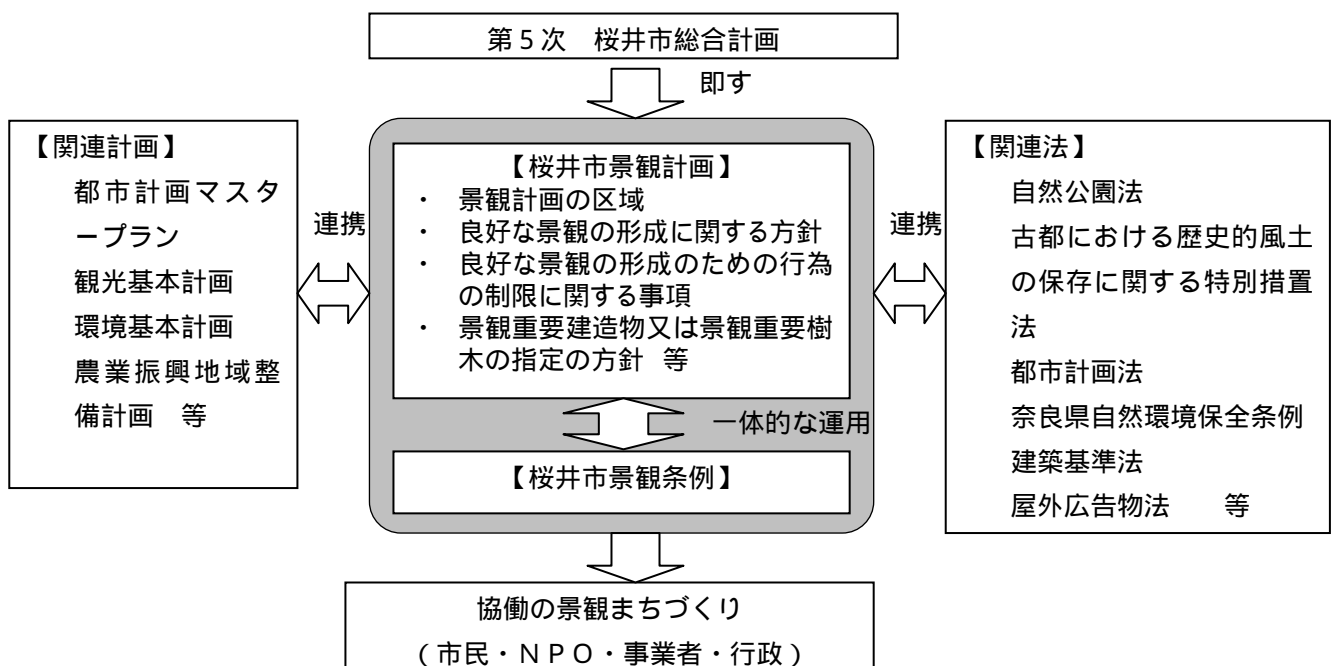 第５次　桜井市総合計画
即す
【関連計画】
都市計画マスタ
ープラン
観光基本計画
環境基本計画
農業振興地域整
備計画　等
連携
【桜井市景観計画】
・　景観計画の区域
・　良好な景観の形成に関する方針
・　良好な景観の形成のための行為
の制限に関する事項
・　景観重要建造物又は景観重要樹
木の指定の方針　等
一体的な運用
【桜井市景観条例】
連携
【関連法】
自然公園法
古都における歴史的風土
の保存に関する特別措置
法
都市計画法
奈良県自然環境保全条例
建築基準法
屋外広告物法　　等
協働の景観まちづくり
（市民・ＮＰＯ・事業者・行政）